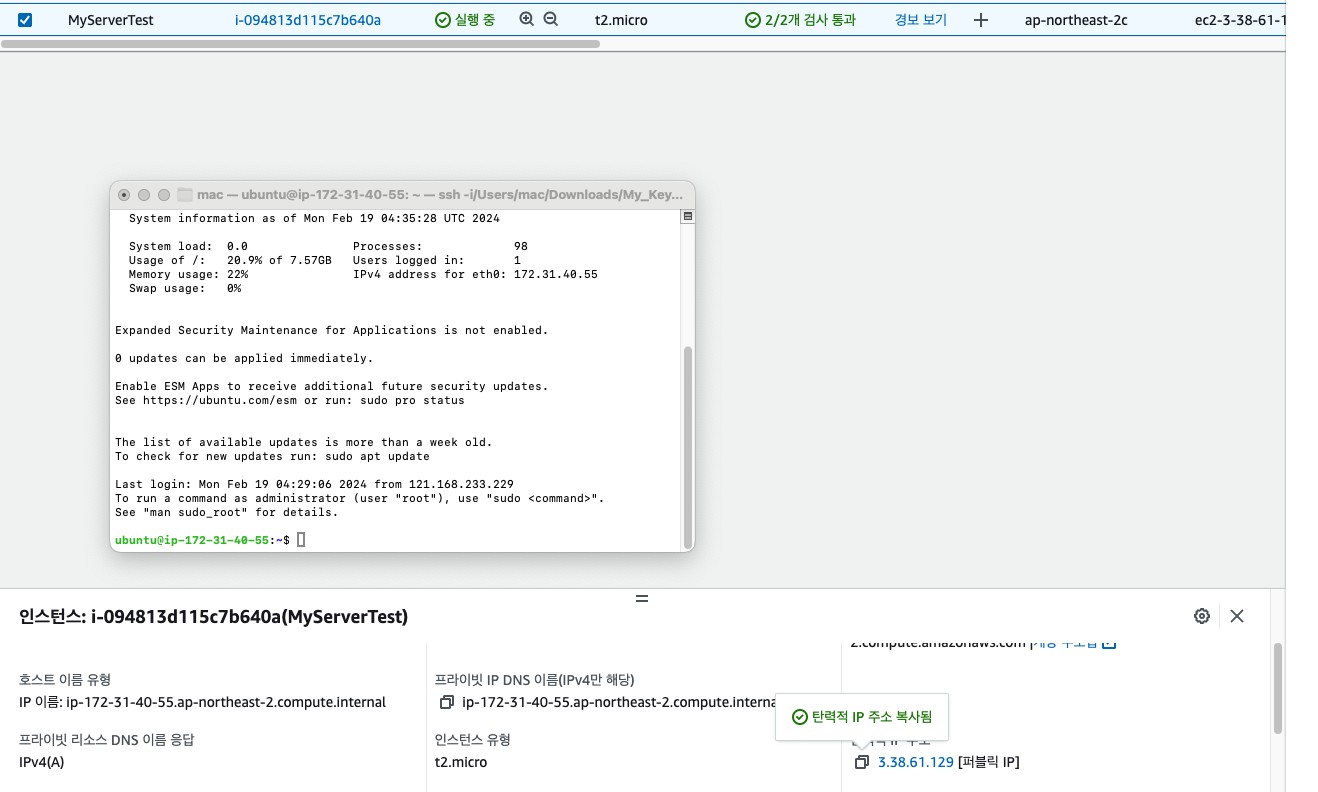 MyServerTest i-094813d115c7b640a 실행 중 t2.micro 2/2개 검사 통과 경보 보기 ap-northeast-2c ec2-3-38-61-1
mac — ubuntu@ip-172-31-40-55: ~ — ssh -i/Users/mac/Downloads/My_Key...
System information as of Mon Feb 19 04:35:28 UTC 2024
System load: 0.0 Processes: 98
Usage of /: 20.9% of 7.57GB Users logged in: 1
Memory usage: 22% IPv4 address for eth0: 172.31.40.55
Swap usage: 0%
Expanded Security Maintenance for Applications is not enabled.
0 updates can be applied immediately.
Enable ESM Apps to receive additional future security updates.
See https://ubuntu.com/esm or run: sudo pro status
The list of available updates is more than a week old.
To check for new updates run: sudo apt update
Last login: Mon Feb 19 04:29:06 2024 from 121.168.233.229
To run a command as administrator (user "root"), use "sudo <command>".
See "man sudo_root" for details.
ubuntu@ip-172-31-40-55:~$
인스턴스: i-094813d115c7b640a(MyServerTest)
2.compute.amazonaws.com |개방 주소법
호스트 이름 유형
IP 이름: ip-172-31-40-55.ap-northeast-2.compute.internal
프라이빗 IP DNS 이름(IPv4만 해당)
ip-172-31-40-55.ap-northeast-2.compute.interna
탄력적 IP 주소 복사됨
프라이빗 리소스 DNS 이름 응답
IPv4(A)
인스턴스 유형
t2.micro
탄력적 IP 주소
3.38.61.129 [퍼블릭 IP]